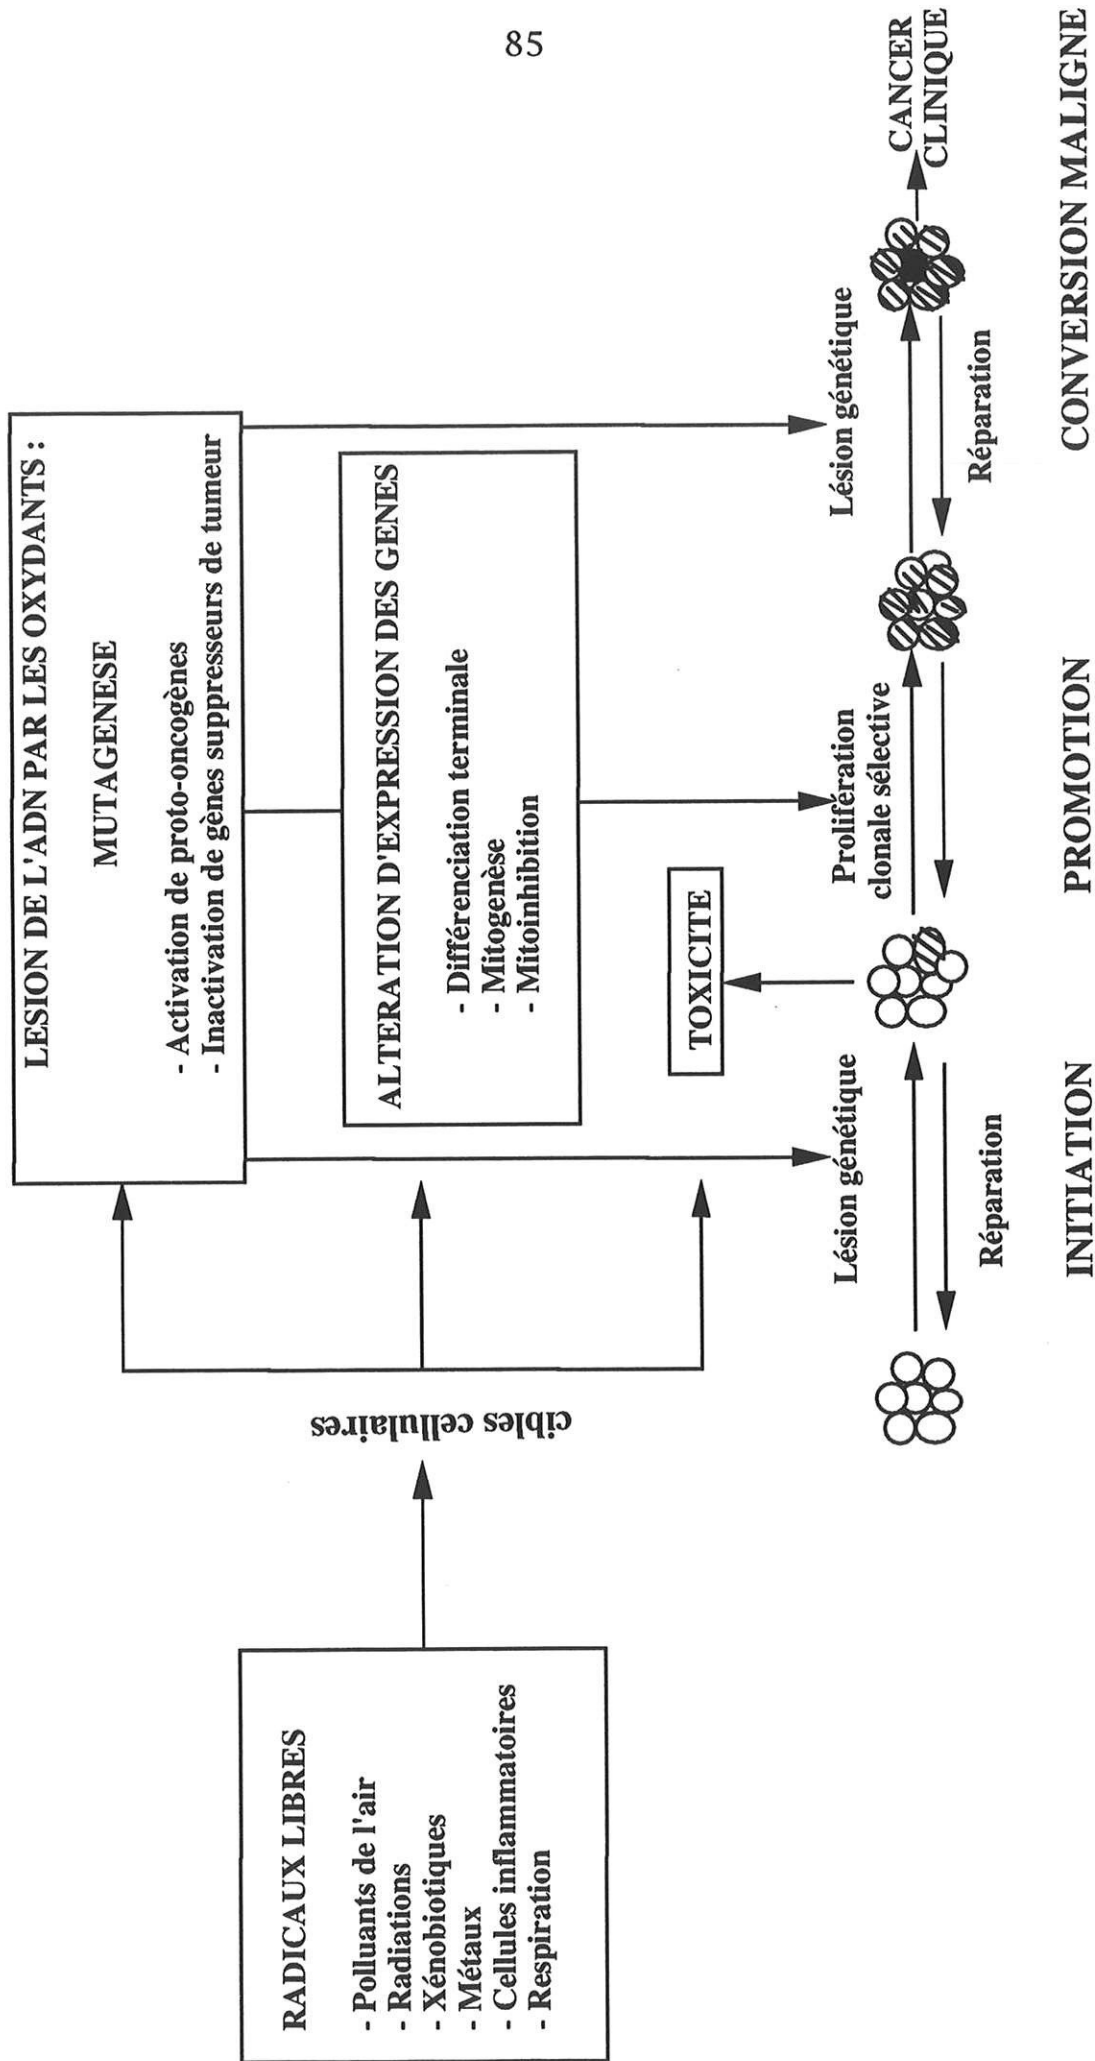 85
RADICAUX LIBRES
- Polluants de l'air
- Radiations
- Xénobiotiques
- Métaux
- Cellules inflammatoires
- Respiration
cibles cellulaires
LESION DE L'ADN PAR LES OXYDANTS :
MUTAGENESE
- Activation de proto-oncogènes
- Inactivation de gènes suppresseurs de tumeur
ALTERATION D'EXPRESSION DES GENES
- Différenciation terminale
- Mitogenèse
- Mitoinhibition
TOXICITE
Lésion génétique
Réparation
Prolifération
clonale sélective
Lésion génétique
Réparation
CANCER
CLINIQUE
INITIATION
PROMOTION
CONVERSION MALIGNE